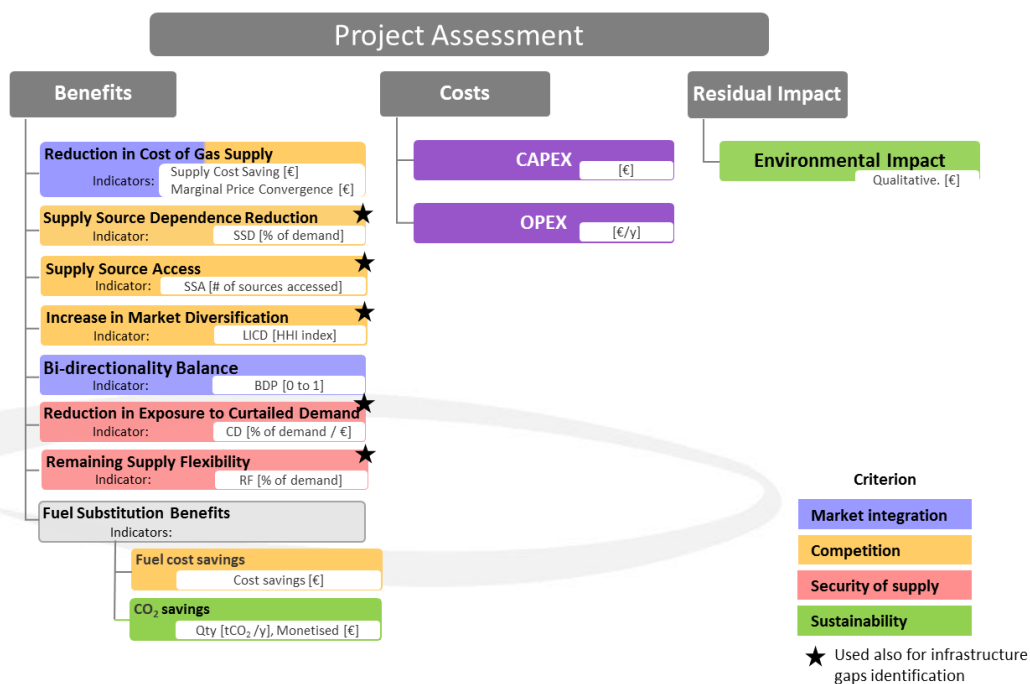 Project Assessment
Benefits
Reduction in Cost of Gas Supply
Indicators: Supply Cost Saving [€]
Marginal Price Convergence [€]
Supply Source Dependence Reduction
Indicator: SSD [% of demand]
Supply Source Access
Indicator: SSA [# of sources accessed]
Increase in Market Diversification
Indicator: LICD [HHI index]
Bi-directionality Balance
Indicator: BDP [0 to 1]
Reduction in Exposure to Curtailed Demand
Indicator: CD [% of demand / €]
Remaining Supply Flexibility
Indicator: RF [% of demand]
Fuel Substitution Benefits
Indicators:
Fuel cost savings
Cost savings [€]
CO₂ savings
Qty [tCO₂ /y], Monetised [€]
Costs
CAPEX
[€]
OPEX
[€/y]
Residual Impact
Environmental Impact
Qualitative. [€]
Criterion
Market integration
Competition
Security of supply
Sustainability
Used also for infrastructure
gaps identification